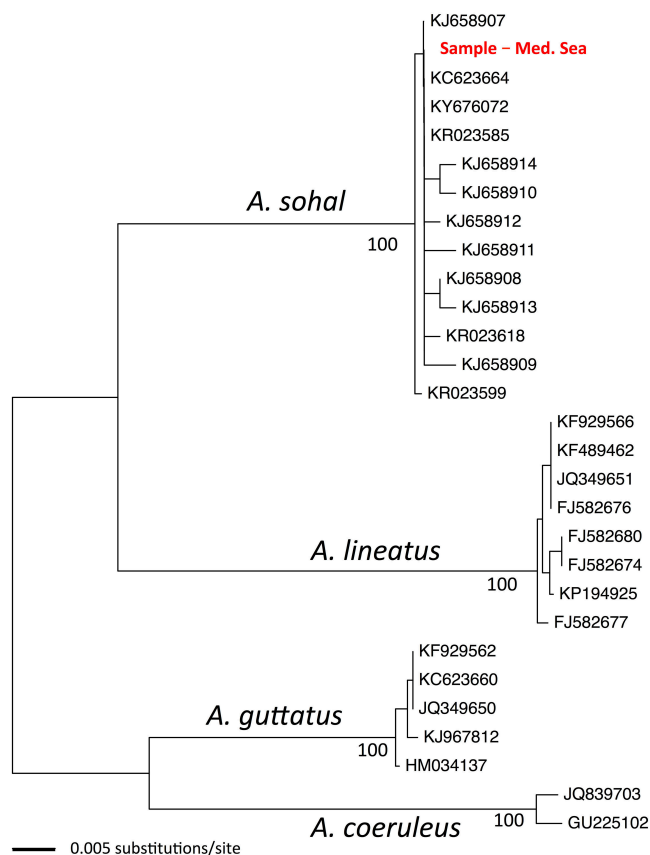 KJ658907
Sample – Med. Sea
KC623664
KY676072
KR023585
KJ658914
KJ658910
A. sohal
KJ658912
100
KJ658911
KJ658908
KJ658913
KR023618
KJ658909
KR023599
KF929566
KF489462
JQ349651
FJ582676
FJ582680
A. lineatus
FJ582674
100
KP194925
FJ582677
KF929562
KC623660
JQ349650
A. guttatus
KJ967812
100
HM034137
JQ839703
100
GU225102
A. coeruleus
0.005 substitutions/site